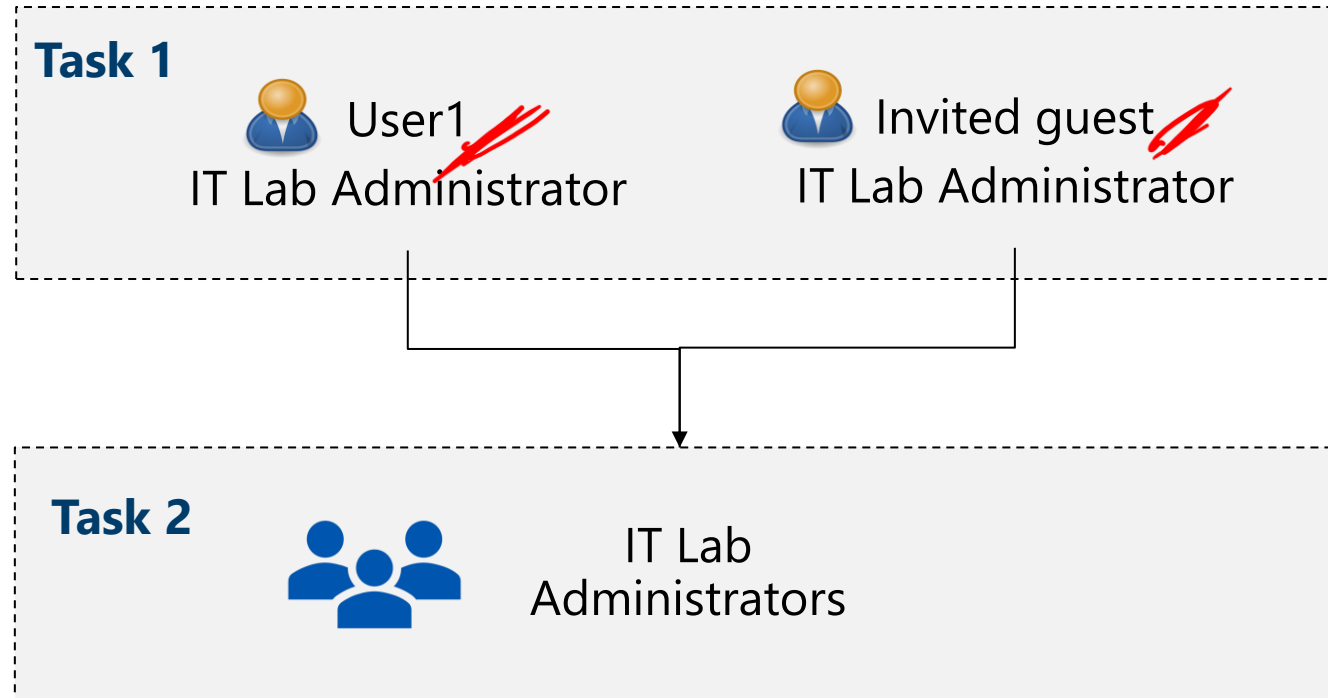 Task 1
User1
IT Lab Administrator
Invited guest
IT Lab Administrator
Task 2
IT Lab
Administrators